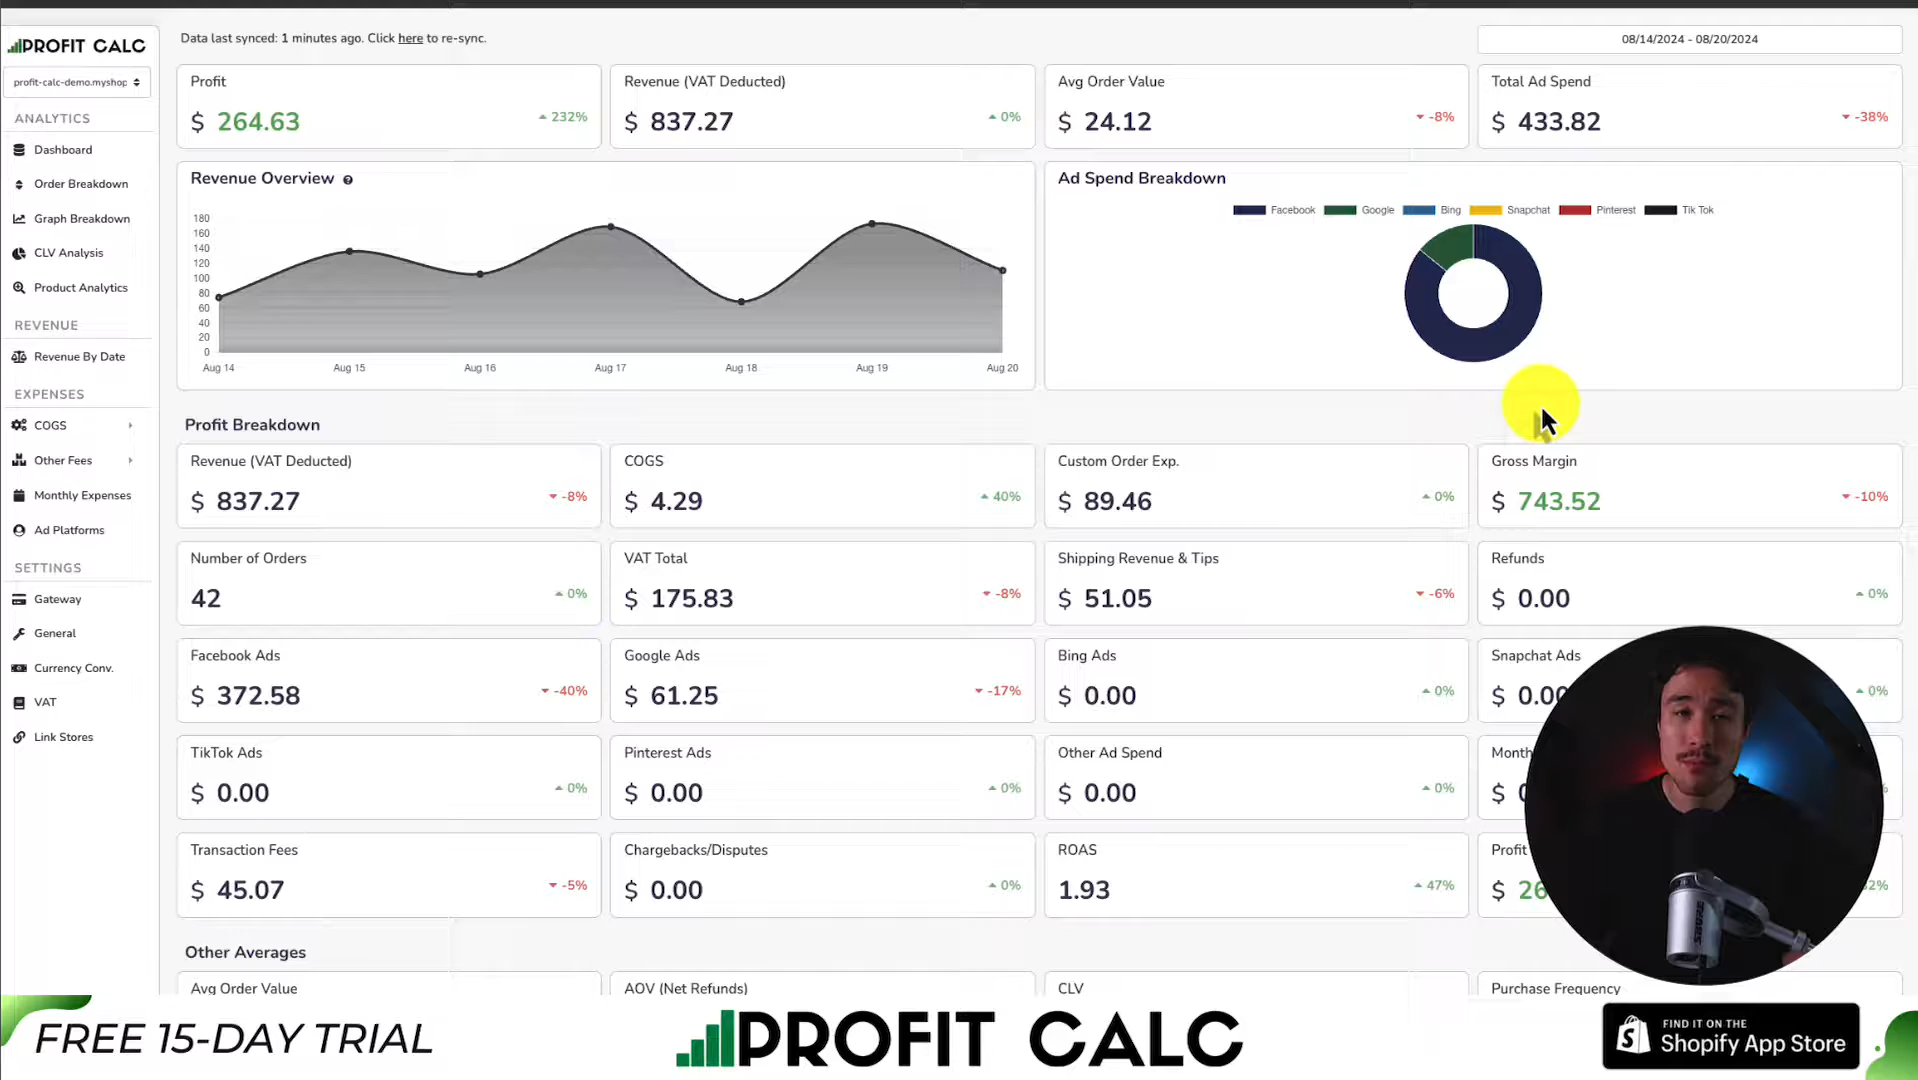 PROFIT CALC
profit-calc-demo.myshop
ANALYTICS
Dashboard
Order Breakdown
Graph Breakdown
CLV Analysis
Product Analytics
REVENUE
Revenue By Date
EXPENSES
COGS
Other Fees
Monthly Expenses
Ad Platforms
SETTINGS
Gateway
General
Currency Conv.
VAT
Link Stores
Data last synced: 1 minutes ago. Click here to re-sync.
08/14/2024 - 08/20/2024
Profit
$ 264.63
232%
Revenue (VAT Deducted)
$ 837.27
0%
Avg Order Value
$ 24.12
-8%
Total Ad Spend
$ 433.82
-38%
Revenue Overview
180
160
140
120
100
80
60
40
20
0
Aug 14 Aug 15 Aug 16 Aug 17 Aug 18 Aug 19 Aug 20
Ad Spend Breakdown
Facebook Google Bing Snapchat Pinterest Tik Tok
Profit Breakdown
Revenue (VAT Deducted)
$ 837.27
-8%
COGS
$ 4.29
40%
Custom Order Exp.
$ 89.46
0%
Gross Margin
$ 743.52
-10%
Number of Orders
42
0%
VAT Total
$ 175.83
-8%
Shipping Revenue & Tips
$ 51.05
-6%
Refunds
$ 0.00
0%
Facebook Ads
$ 372.58
-40%
Google Ads
$ 61.25
-17%
Bing Ads
$ 0.00
0%
Snapchat Ads
$ 0.00
0%
TikTok Ads
$ 0.00
0%
Pinterest Ads
$ 0.00
0%
Other Ad Spend
$ 0.00
0%
Month
$
Transaction Fees
$ 45.07
-5%
Chargebacks/Disputes
$ 0.00
0%
ROAS
1.93
47%
Profit
$ 26
2%
SHURE
Other Averages
Avg Order Value
AOV (Net Refunds)
CLV
Purchase Frequency
FREE 15-DAY TRIAL
PROFIT CALC
FIND IT ON THE
Shopify App Store